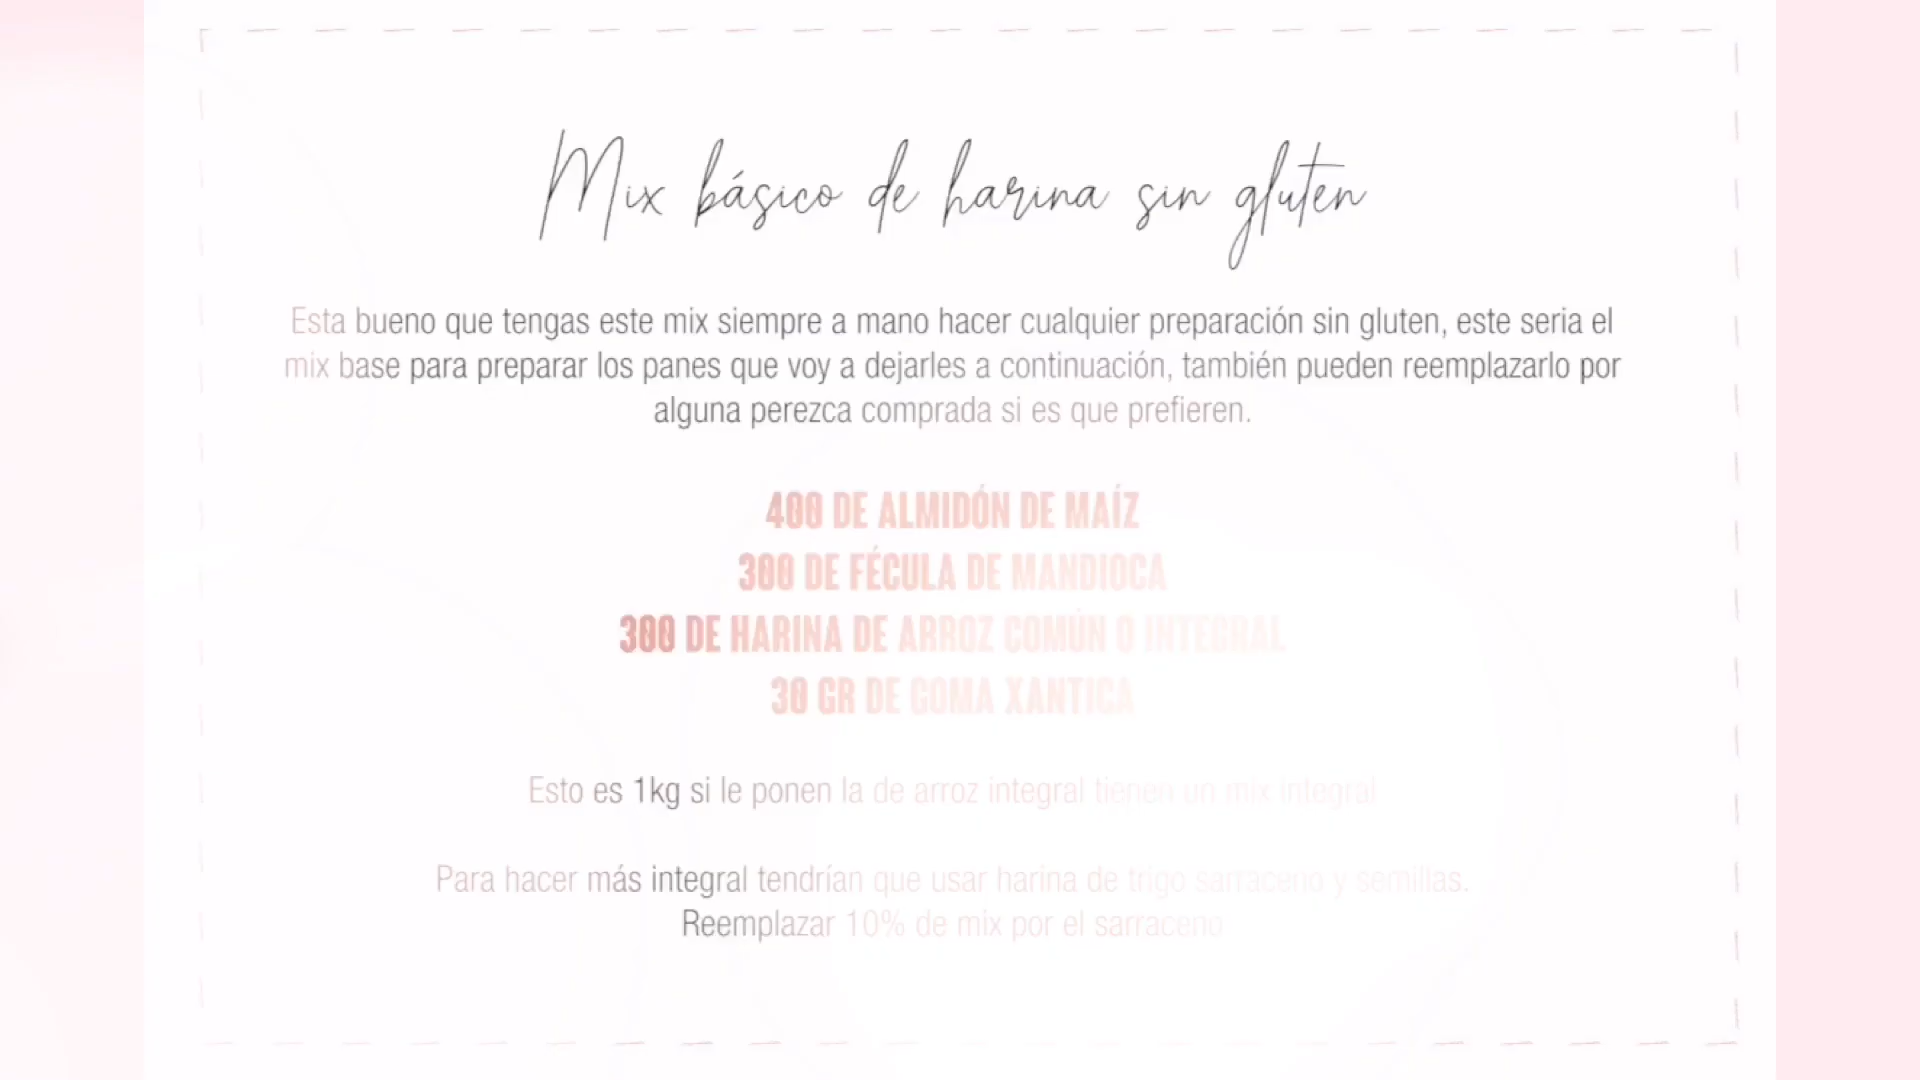 Mix básico de harina sin gluten
Esta bueno que tengas este mix siempre a mano hacer cualquier preparación sin gluten, este seria el
mix base para preparar los panes que voy a dejarles a continuación, también pueden reemplazarlo por
alguna perezca comprada si es que prefieren.
400 DE ALMIDÓN DE MAÍZ
300 DE FÉCULA DE MANDIOCA
300 DE HARINA DE ARROZ COMÚN O INTEGRAL
30 GR DE GOMA XANTICA
Esto es 1kg si le ponen la de arroz integral tienen un mix integral
Para hacer más integral tendrían que usar harina de trigo sarraceno y semillas.
Reemplazar 10% de mix por el sarraceno